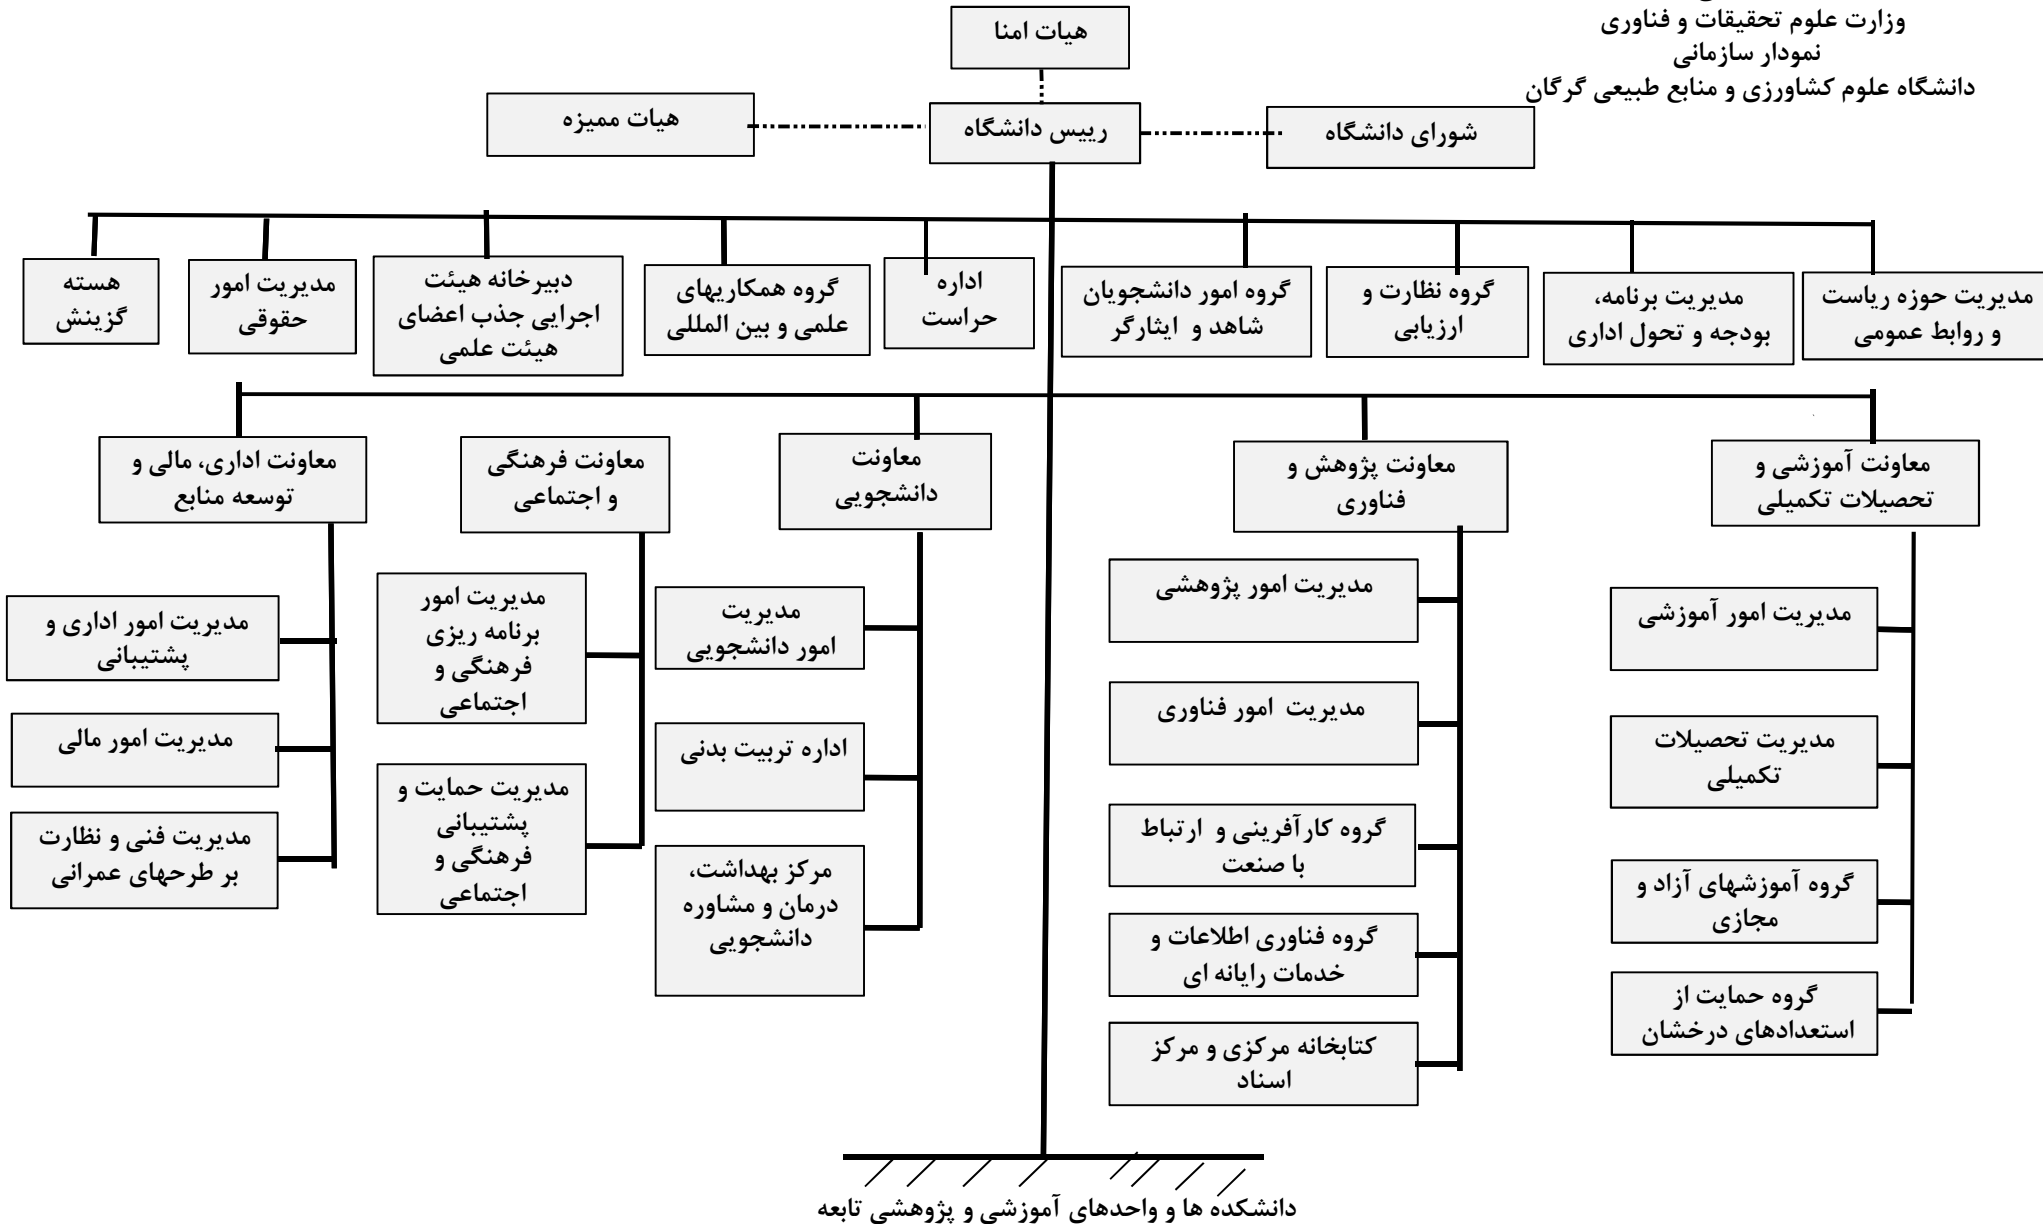 وزارت علوم تحقیقات و فناوری
نمودار سازمانی
دانشگاه علوم کشاورزی و منابع طبیعی گرگان
هیات امنا
شورای دانشگاه
رییس دانشگاه
هیات ممیزه
مدیریت حوزه ریاست
و روابط عمومی
مدیریت برنامه،
بودجه و تحول اداری
گروه نظارت و
ارزیابی
گروه امور دانشجویان
شاهد و ایثارگر
اداره
حراست
گروه همکاریهای
علمی و بین المللی
دبیرخانه هیئت
اجرایی جذب اعضای
هیئت علمی
مدیریت امور
حقوقی
هسته
گزینش
معاونت آموزشی و
تحصیلات تکمیلی
معاونت پژوهش و
فناوری
معاونت
دانشجویی
معاونت فرهنگی
و اجتماعی
معاونت اداری، مالی و
توسعه منابع
مدیریت امور آموزشی
مدیریت تحصیلات
تکمیلی
گروه آموزشهای آزاد و
مجازی
گروه حمایت از
استعدادهای درخشان
مدیریت امور پژوهشی
مدیریت امور فناوری
گروه کارآفرینی و ارتباط
با صنعت
گروه فناوری اطلاعات و
خدمات رایانه ای
کتابخانه مرکزی و مرکز
اسناد
مدیریت
امور دانشجویی
اداره تربیت بدنی
مرکز بهداشت،
درمان و مشاوره
دانشجویی
مدیریت امور
برنامه ریزی
فرهنگی و
اجتماعی
مدیریت حمایت و
پشتیبانی
فرهنگی و
اجتماعی
مدیریت امور اداری و
پشتیبانی
مدیریت امور مالی
مدیریت فنی و نظارت
بر طرحهای عمرانی
دانشکده ها و واحدهای آموزشی و پژوهشی تابعه